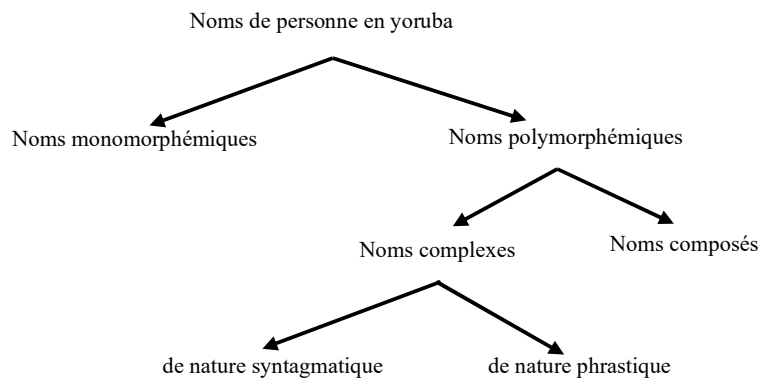 Noms de personne en yoruba
Noms monomorphémiques
Noms polymorphémiques
Noms complexes
Noms composés
de nature syntagmatique
de nature phrastique